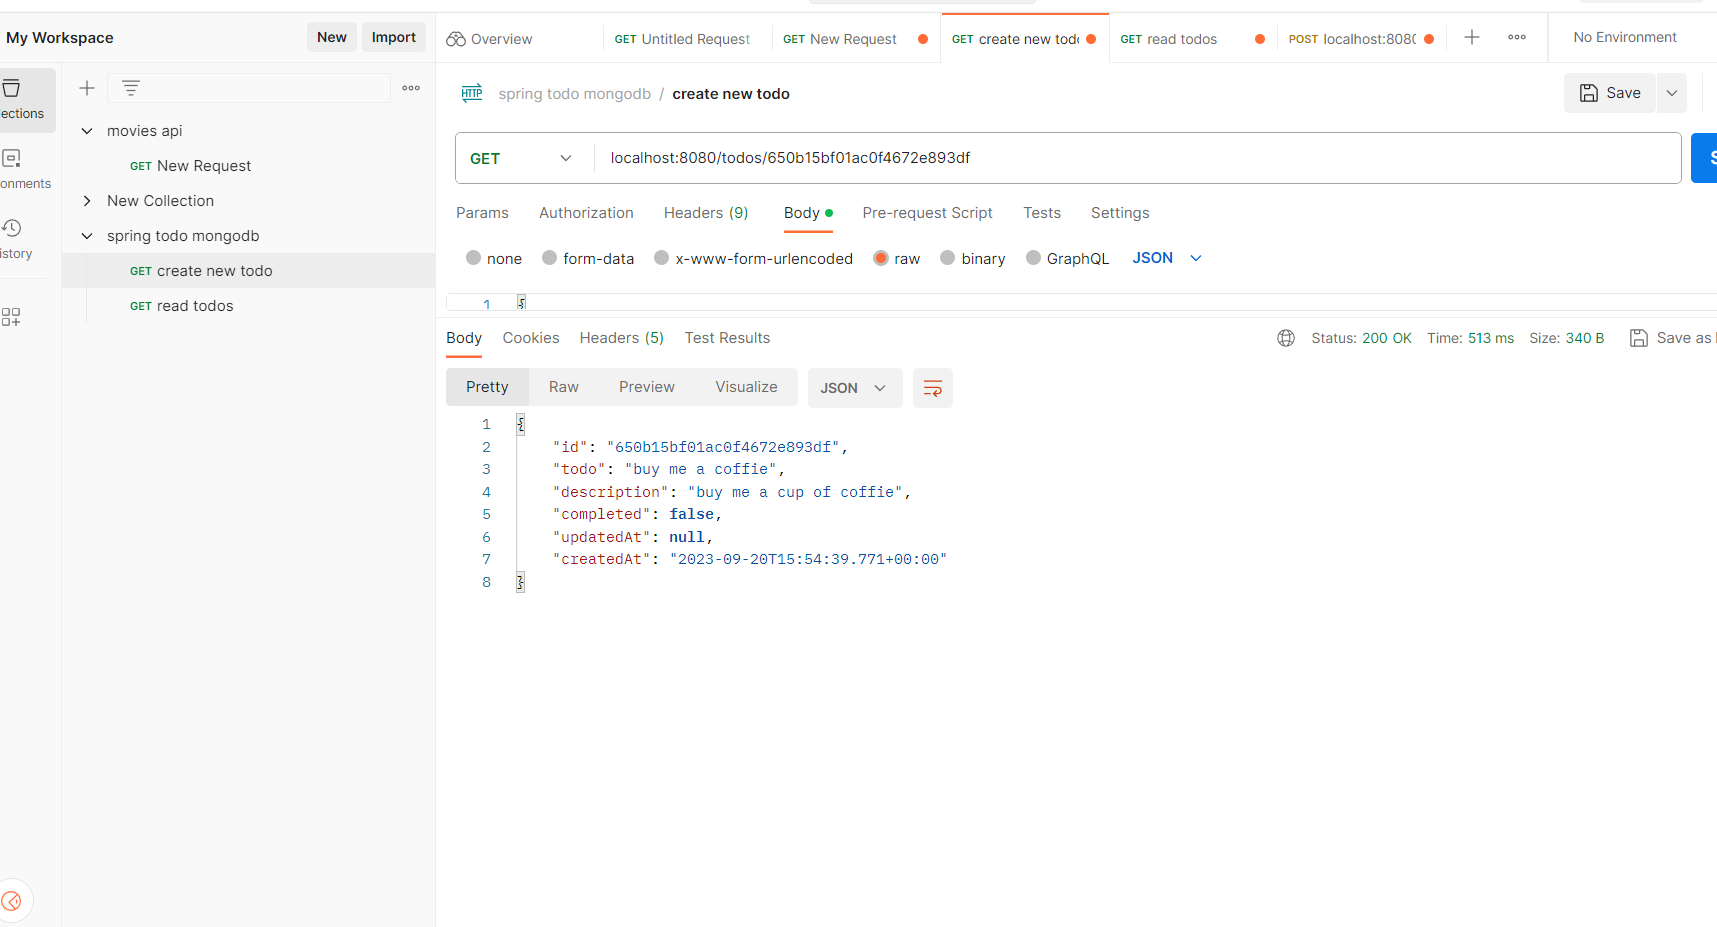 My Workspace
New
Import
Overview
GET Untitled Request
GET New Request
GET create new todo
GET read todos
POST localhost:808
No Environment
lections
onments
istory
movies api
GET New Request
New Collection
spring todo mongodb
GET create new todo
GET read todos
HTTP spring todo mongodb / create new todo
Save
GET localhost:8080/todos/650b15bf01ac0f4672e893df
S
Params Authorization Headers (9) Body Pre-request Script Tests Settings
none form-data x-www-form-urlencoded raw binary GraphQL JSON
1 {
Body Cookies Headers (5) Test Results
Status: 200 OK Time: 513 ms Size: 340 B Save as
Pretty Raw Preview Visualize JSON
1 {
2 "id": "650b15bf01ac0f4672e893df",
3 "todo": "buy me a coffie",
4 "description": "buy me a cup of coffie",
5 "completed": false,
6 "updatedAt": null,
7 "createdAt": "2023-09-20T15:54:39.771+00:00"
8 }